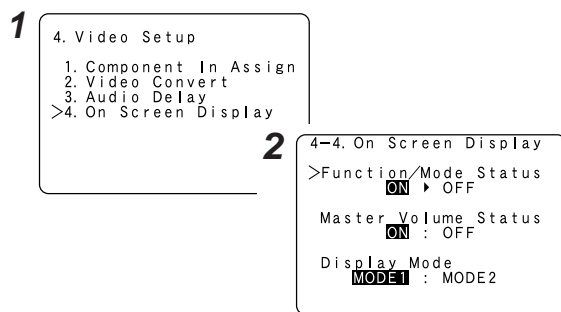 1
4. Video Setup
1. Component In Assign
2. Video Convert
3. Audio Delay
>4. On Screen Display
2
4-4. On Screen Display
>Function/Mode Status
ON ▸ OFF
Master Volume Status
ON : OFF
Display Mode
MODE1 : MODE2